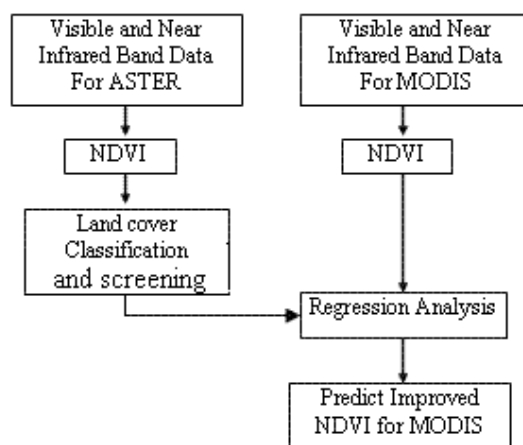 Visible and Near
Infrared Band Data
For ASTER
Visible and Near
Infrared Band Data
For MODIS
NDVI
NDVI
Land cover
Classification
and screening
Regression Analysis
Predict Improved
NDVI for MODIS